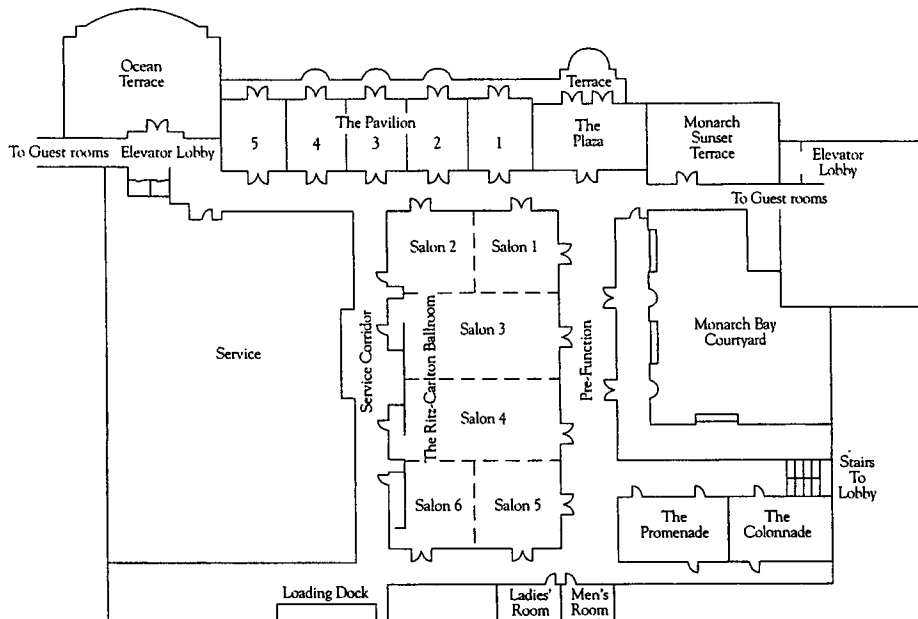 Ocean
Terrace
Terrace
The Pavilion
5
4
3
2
1
The
Plaza
Monarch
Sunset
Terrace
To Guest rooms
Elevator Lobby
Elevator
Lobby
To Guest rooms
Salon 2
Salon 1
Service
Service Corridor
The Ritz-Carlton Ballroom
Salon 3
Pre-Function
Monarch Bay
Courtyard
Salon 4
Salon 6
Salon 5
Stairs
To
Lobby
The
Promenade
The
Colonnade
Loading Dock
Ladies'
Room
Men's
Room